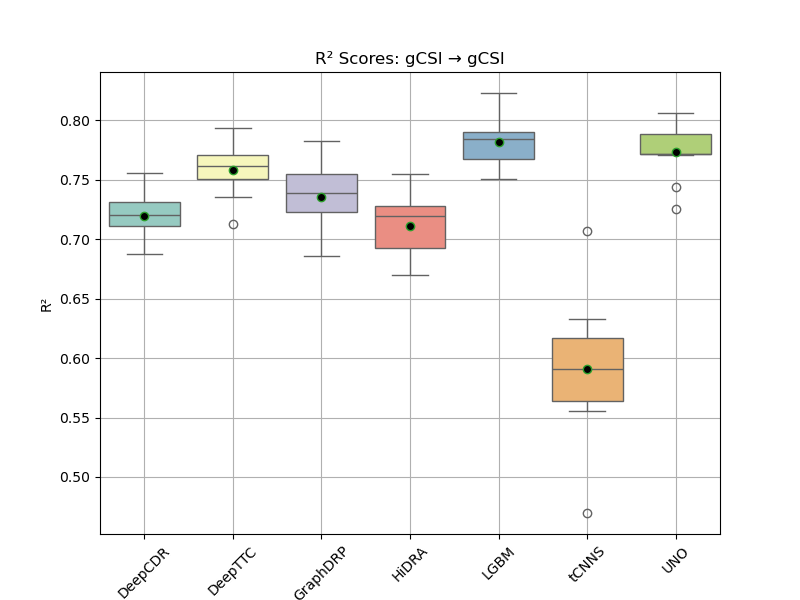 R² Scores: gCSI → gCSI
R²
0.80
0.75
0.70
0.65
0.60
0.55
0.50
DeepCDR
DeepTTC
GraphDRP
HiDRA
LGBM
tCNNS
UNO